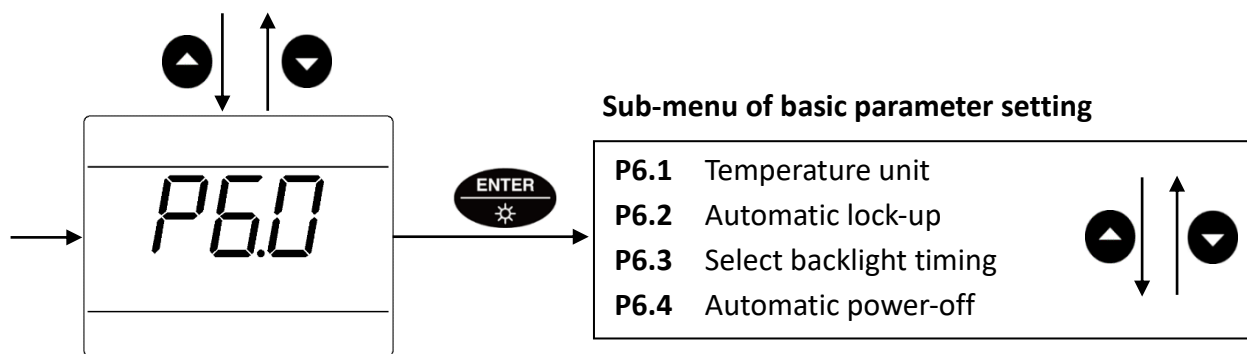 Sub-menu of basic parameter setting
P6.0
ENTER
P6.1 Temperature unit
P6.2 Automatic lock-up
P6.3 Select backlight timing
P6.4 Automatic power-off